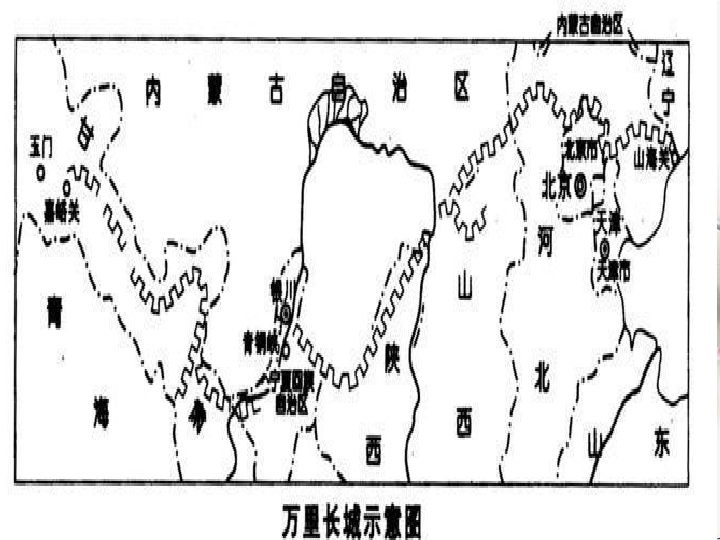 内蒙古自治区
辽宁
内蒙古自治区
玉门
嘉峪关
山海关
北京市
北京
天津
天津市
河北
山西
陕西
银川
青铜峡
宁夏回族
自治区
青海
甘
山东
万里长城示意图